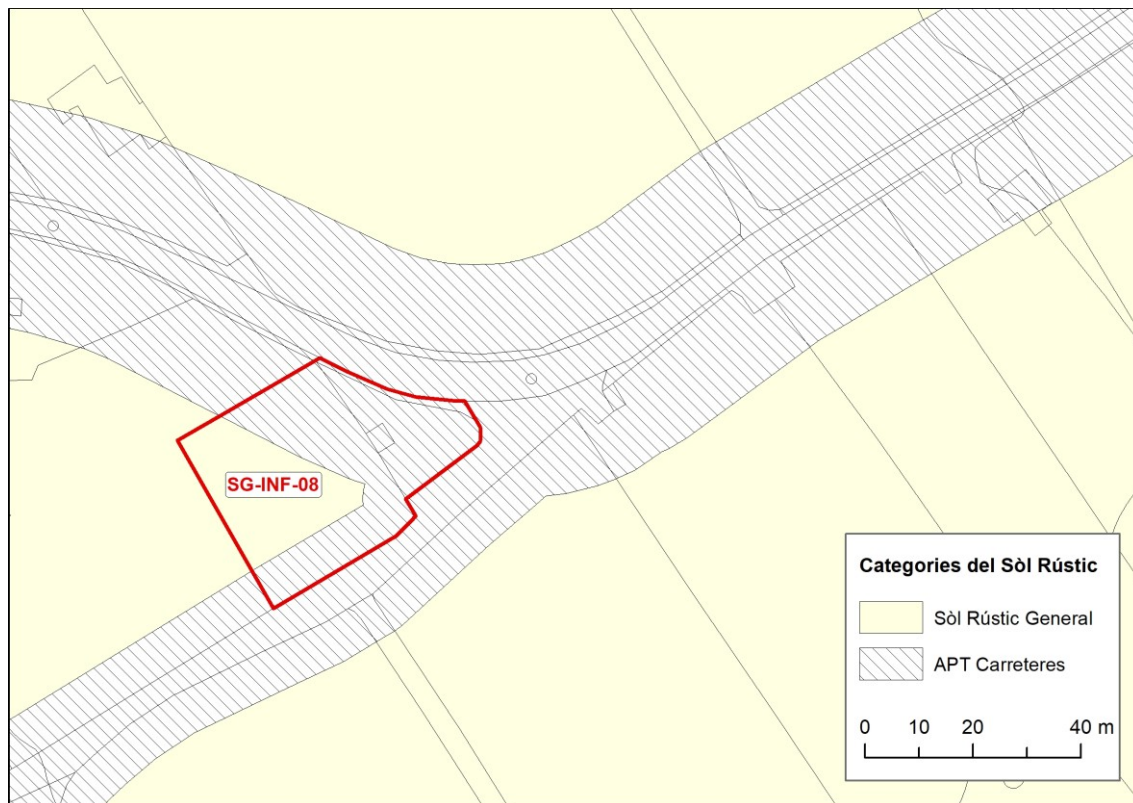 SG-INF-08
Categories del Sòl Rústic
Sòl Rústic General
APT Carreteres
0 10 20 40 m